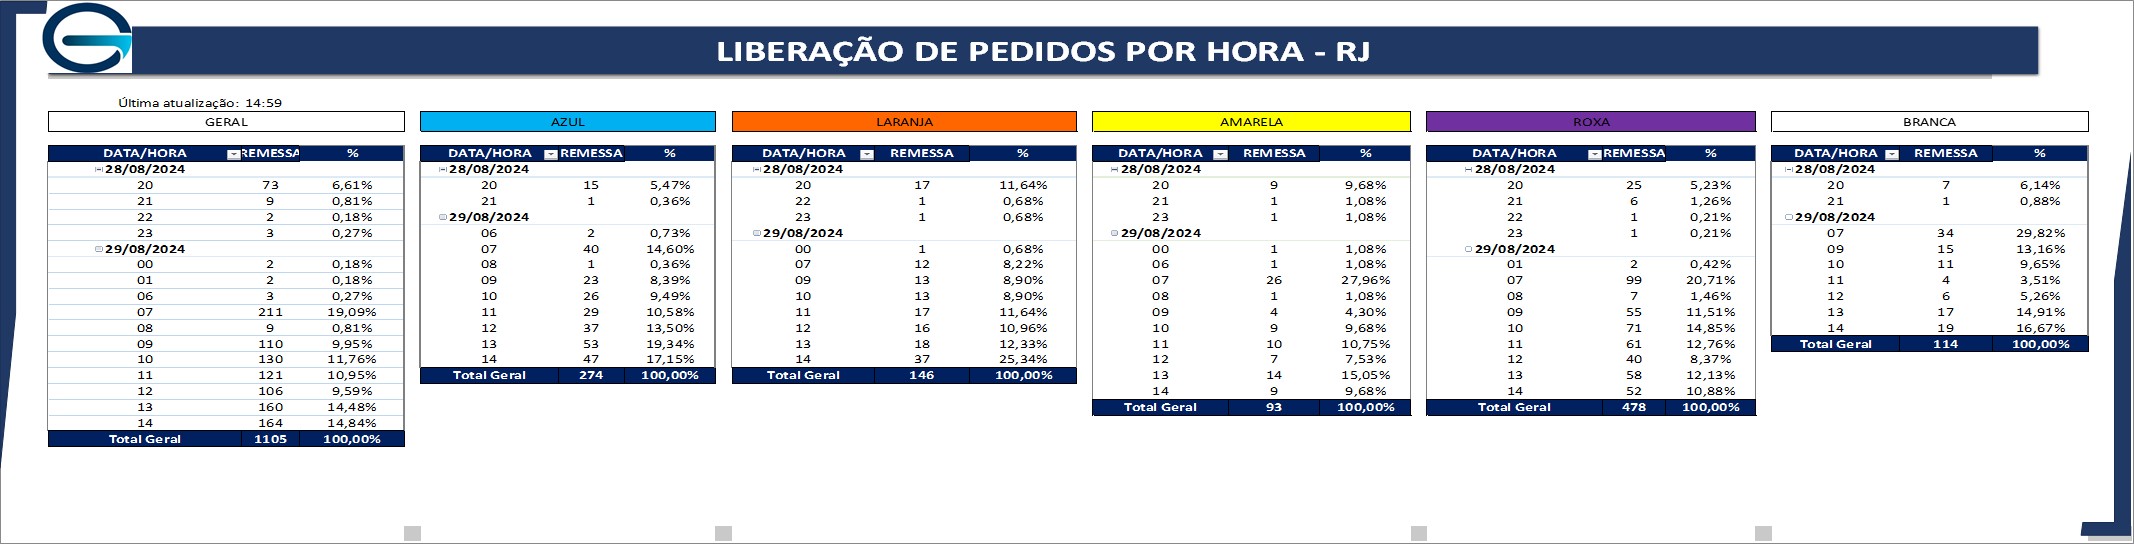 LIBERAÇÃO DE PEDIDOS POR HORA - RJ
Última atualização: 14:59
GERAL
DATA/HORA REMESSA %
28/08/2024
20 73 6,61%
21 9 0,81%
22 2 0,18%
23 3 0,27%
29/08/2024
00 2 0,18%
01 2 0,18%
06 3 0,27%
07 211 19,09%
08 9 0,81%
09 110 9,95%
10 130 11,76%
11 121 10,95%
12 106 9,59%
13 160 14,48%
14 164 14,84%
Total Geral 1105 100,00%
AZUL
DATA/HORA REMESSA %
28/08/2024
20 15 5,47%
21 1 0,36%
29/08/2024
06 2 0,73%
07 40 14,60%
08 1 0,36%
09 23 8,39%
10 26 9,49%
11 29 10,58%
12 37 13,50%
13 53 19,34%
14 47 17,15%
Total Geral 274 100,00%
LARANJA
DATA/HORA REMESSA %
28/08/2024
20 17 11,64%
22 1 0,68%
23 1 0,68%
29/08/2024
00 1 0,68%
07 12 8,22%
09 13 8,90%
10 13 8,90%
11 17 11,64%
12 16 10,96%
13 18 12,33%
14 37 25,34%
Total Geral 146 100,00%
AMARELA
DATA/HORA REMESSA %
28/08/2024
20 9 9,68%
21 1 1,08%
23 1 1,08%
29/08/2024
00 1 1,08%
06 1 1,08%
07 26 27,96%
08 1 1,08%
09 4 4,30%
10 9 9,68%
11 10 10,75%
12 7 7,53%
13 14 15,05%
14 9 9,68%
Total Geral 93 100,00%
ROXA
DATA/HORA REMESSA %
28/08/2024
20 25 5,23%
21 6 1,26%
22 1 0,21%
23 1 0,21%
29/08/2024
01 2 0,42%
07 99 20,71%
08 7 1,46%
09 55 11,51%
10 71 14,85%
11 61 12,76%
12 40 8,37%
13 58 12,13%
14 52 10,88%
Total Geral 478 100,00%
BRANCA
DATA/HORA REMESSA %
28/08/2024
20 7 6,14%
21 1 0,88%
29/08/2024
07 34 29,82%
09 15 13,16%
10 11 9,65%
11 4 3,51%
12 6 5,26%
13 17 14,91%
14 19 16,67%
Total Geral 114 100,00%